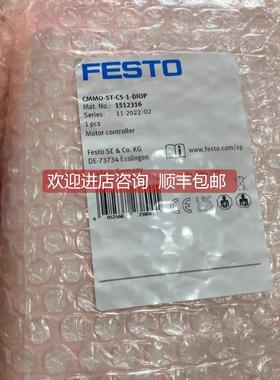 FESTO
CMMO-ST-C5-1-DIOP
Mat. No.: 1512316
Series: 11-2022-02
1 pcs
Motor controller
Festo SE & Co. KG
DE-73734 Esslingen
www.festo.com/sp
欢迎进店咨询 顺丰包邮
4 052568